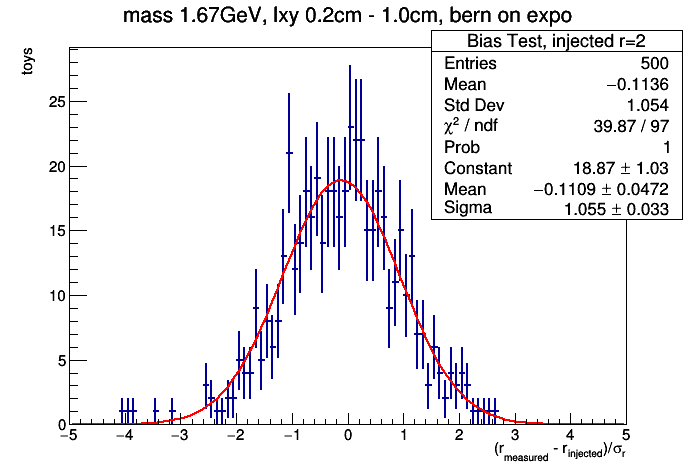 mass 1.67GeV, lxy 0.2cm - 1.0cm, bern on expo
toys
Bias Test, injected r=2
Entries 500
Mean −0.1136
Std Dev 1.054
χ² / ndf 39.87 / 97
Prob 1
Constant 18.87 ± 1.03
Mean −0.1109 ± 0.0472
Sigma 1.055 ± 0.033
25
20
15
10
5
0
−5 −4 −3 −2 −1 0 1 2 3 4 5
(r_measured - r_injected)/σ_r